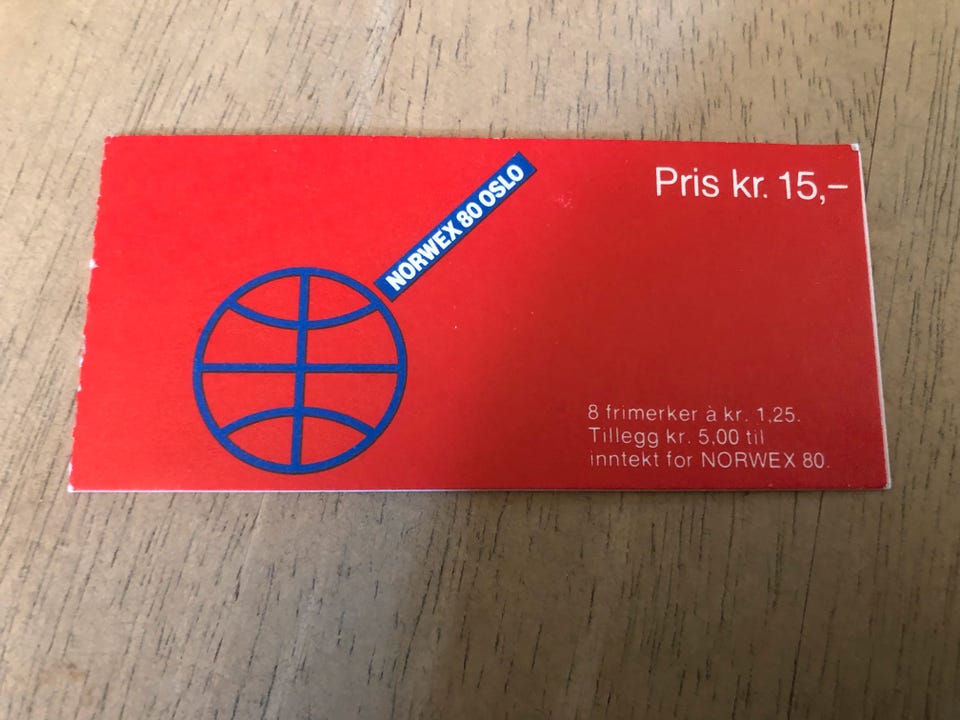 NORWEX 80 OSLO
Pris kr. 15,–
8 frimerker à kr. 1,25.
Tillegg kr. 5,00 til
inntekt for NORWEX 80.